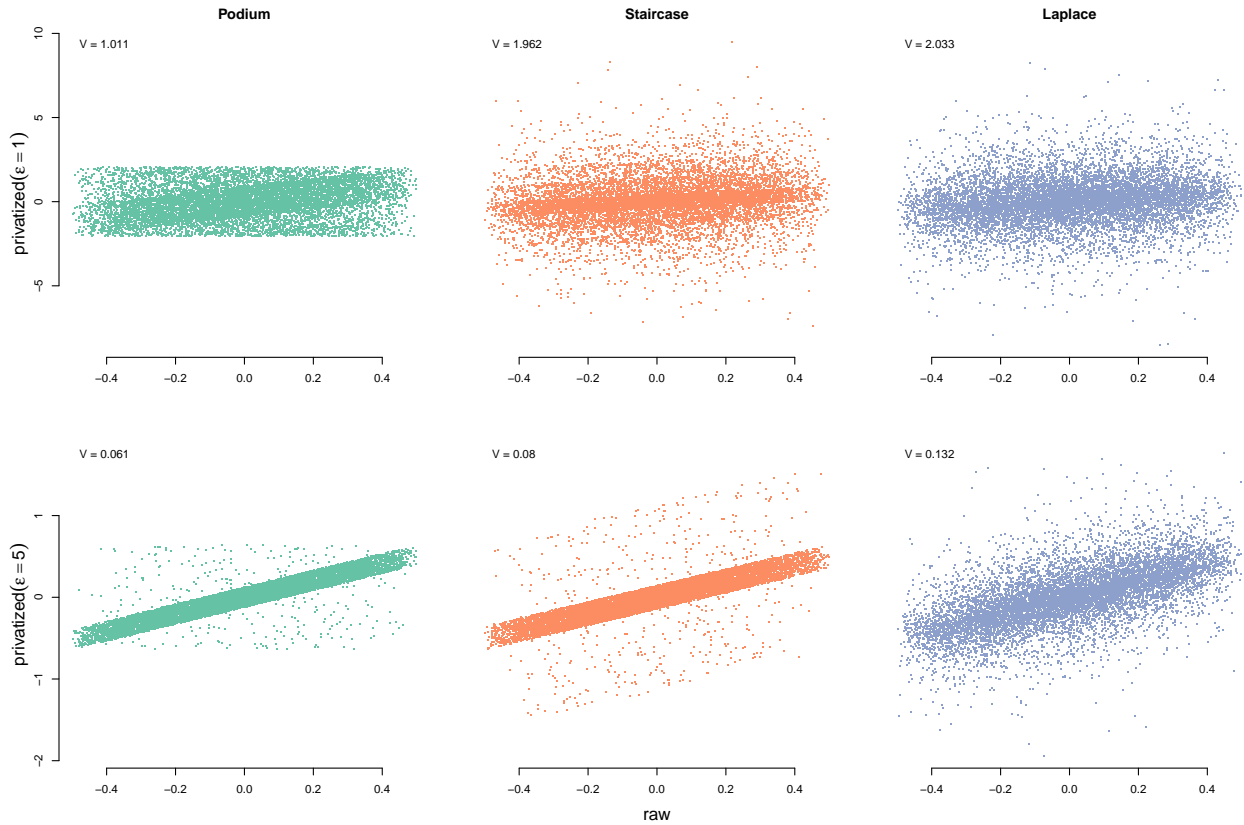 Podium
Staircase
Laplace
V = 1.011
V = 1.962
V = 2.033
privatized(ε = 1)
10
5
0
−5
−0.4 −0.2 0.0 0.2 0.4
−0.4 −0.2 0.0 0.2 0.4
−0.4 −0.2 0.0 0.2 0.4
V = 0.061
V = 0.08
V = 0.132
privatized(ε = 5)
1
0
−1
−2
−0.4 −0.2 0.0 0.2 0.4
−0.4 −0.2 0.0 0.2 0.4
−0.4 −0.2 0.0 0.2 0.4
raw